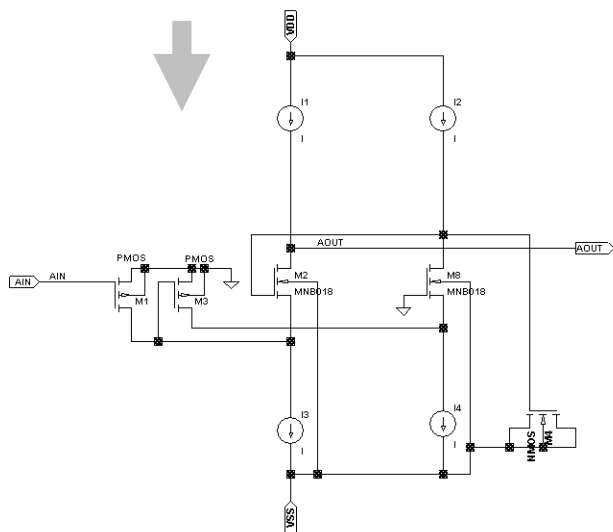 VDD
I1
I2
I
I
AOUT
AOUT
PMOS
PMOS
AIN
AIN
M1
M3
M2
MNB018
M8
MNB018
I3
I
I4
I
NMOS
M4
VSS